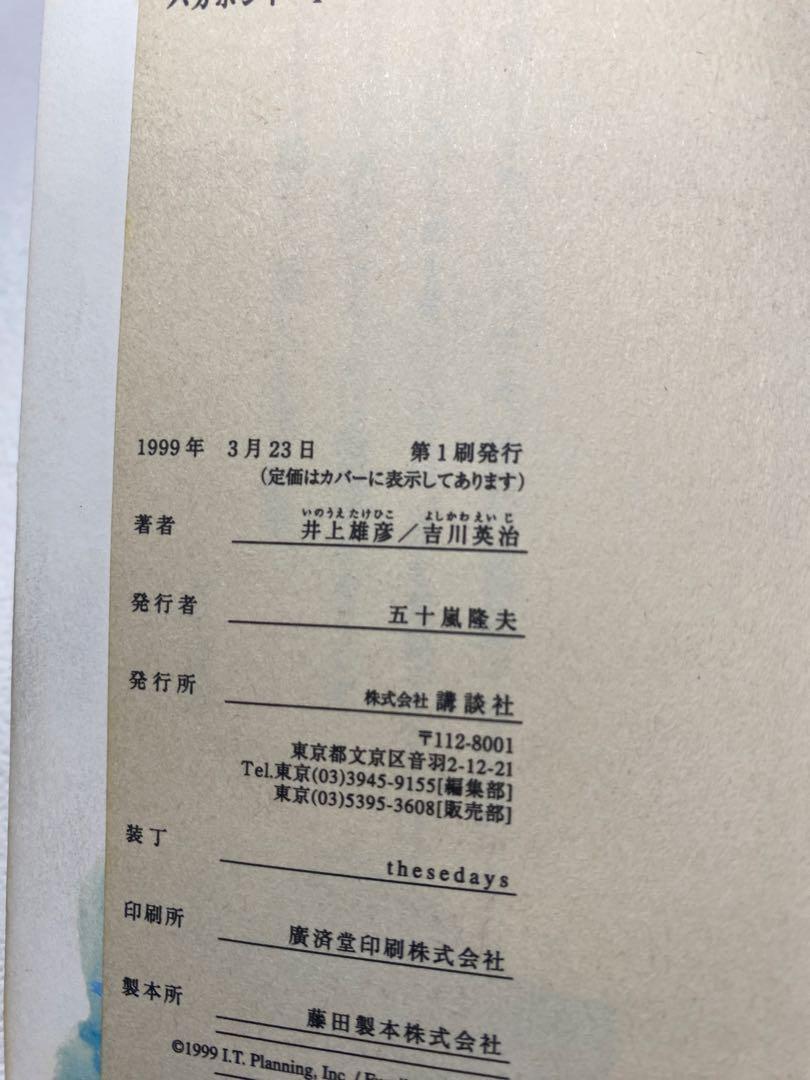 バガボンド 1
1999年 3月23日 第1刷発行
(定価はカバーに表示してあります)
いのうえたけひこ よしかわえいじ
著者 井上雄彦/吉川英治
発行者 五十嵐隆夫
発行所 株式会社 講談社
〒112-8001
東京都文京区音羽2-12-21
Tel.東京(03)3945-9155[編集部]
東京(03)5395-3608[販売部]
装丁 thesedays
印刷所 廣済堂印刷株式会社
製本所 藤田製本株式会社
©1999 I.T. Planning, Inc. /